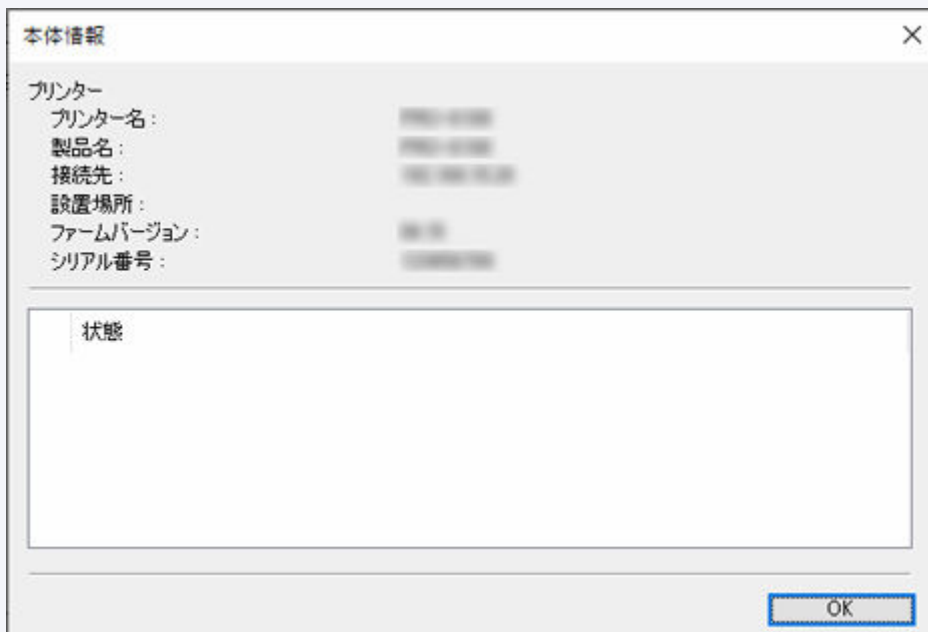 本体情報
プリンター
プリンター名 :
製品名 :
接続先 :
設置場所 :
ファームバージョン :
シリアル番号 :
状態
OK